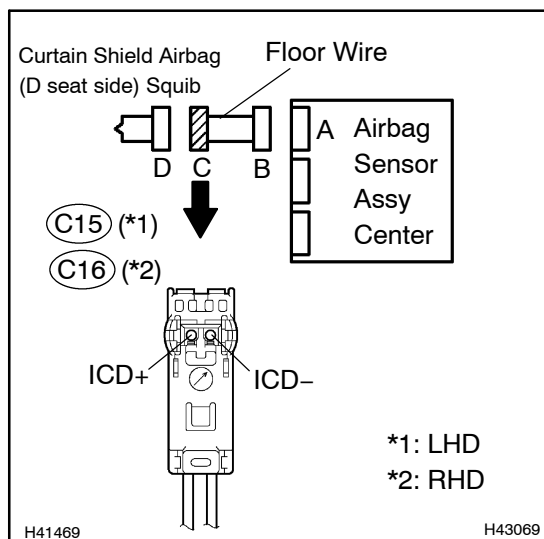 Curtain Shield Airbag
(D seat side) Squib
Floor Wire
D C B A
Airbag
Sensor
Assy
Center
C15 (*1)
C16 (*2)
ICD+ ICD−
*1: LHD
*2: RHD
H41469 H43069